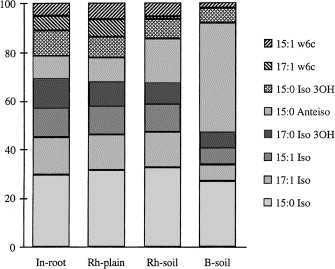 100
80
60
40
20
0
In-root Rh-plain Rh-soil B-soil
15:1 w6c
17:1 w6c
15:0 Iso 3OH
15:0 Anteiso
17:0 Iso 3OH
15:1 Iso
17:1 Iso
15:0 Iso